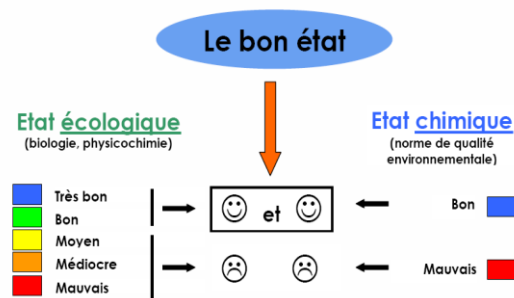 Le bon état
Etat écologique
(biologie, physicochimie)
Etat chimique
(norme de qualité
environnementale)
Très bon
Bon
Moyen
Médiocre
Mauvais
et
Bon
Mauvais